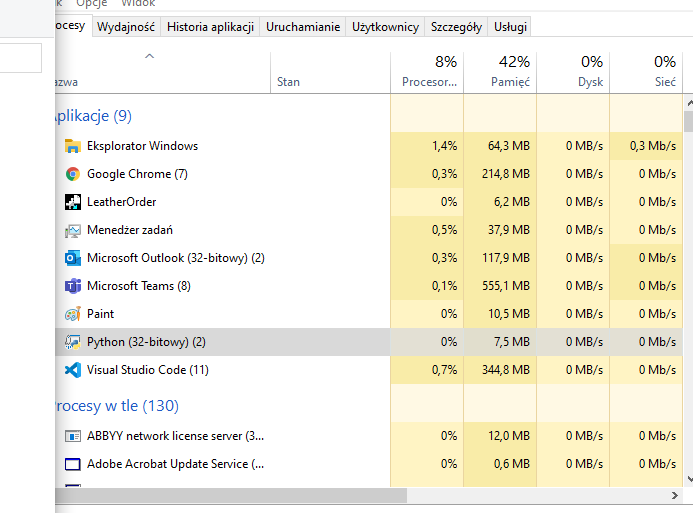 Opcje Widok
Wydajność Historia aplikacji Uruchamianie Użytkownicy Szczegóły Usługi
8% 42% 0% 0%
Stan Procesor... Pamięć Dysk Sieć
Aplikacje (9)
Eksplorator Windows 1,4% 64,3 MB 0 MB/s 0,3 Mb/s
Google Chrome (7) 0,3% 214,8 MB 0 MB/s 0 Mb/s
LeatherOrder 0% 6,2 MB 0 MB/s 0 Mb/s
Menedżer zadań 0,5% 37,9 MB 0 MB/s 0 Mb/s
Microsoft Outlook (32-bitowy) (2) 0,3% 117,9 MB 0 MB/s 0 Mb/s
Microsoft Teams (8) 0,1% 555,1 MB 0 MB/s 0 Mb/s
Paint 0% 10,5 MB 0 MB/s 0 Mb/s
Python (32-bitowy) (2) 0% 7,5 MB 0 MB/s 0 Mb/s
Visual Studio Code (11) 0,7% 344,8 MB 0 MB/s 0 Mb/s
rocesy w tle (130)
ABBYY network license server (3... 0% 12,0 MB 0 MB/s 0 Mb/s
Adobe Acrobat Update Service (... 0% 0,6 MB 0 MB/s 0 Mb/s